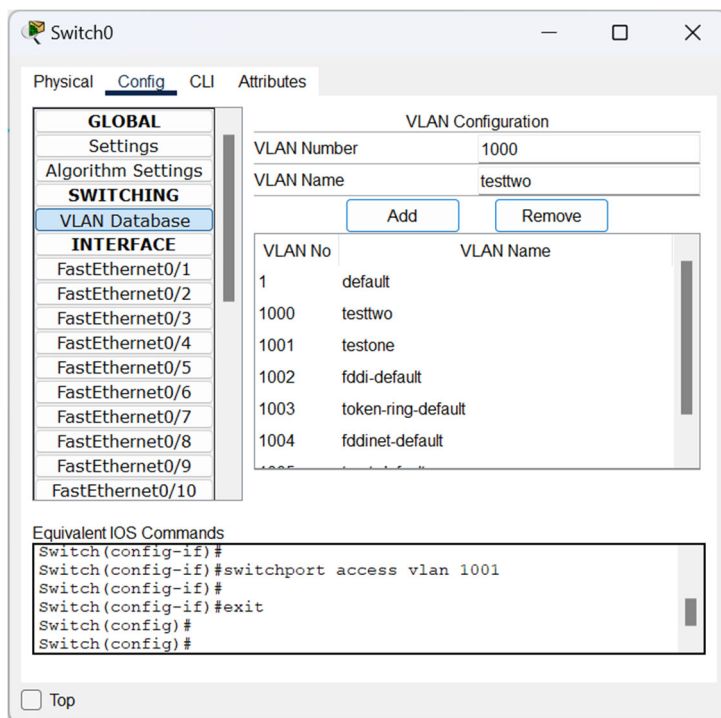 Switch0
Physical Config CLI Attributes
GLOBAL
Settings
Algorithm Settings
SWITCHING
VLAN Database
INTERFACE
FastEthernet0/1
FastEthernet0/2
FastEthernet0/3
FastEthernet0/4
FastEthernet0/5
FastEthernet0/6
FastEthernet0/7
FastEthernet0/8
FastEthernet0/9
FastEthernet0/10
VLAN Configuration
VLAN Number 1000
VLAN Name testtwo
Add Remove
VLAN No VLAN Name
1 default
1000 testtwo
1001 testone
1002 fddi-default
1003 token-ring-default
1004 fddinet-default
Equivalent IOS Commands
Switch(config-if)#
Switch(config-if)#switchport access vlan 1001
Switch(config-if)#
Switch(config-if)#exit
Switch(config)#
Switch(config)#
Top